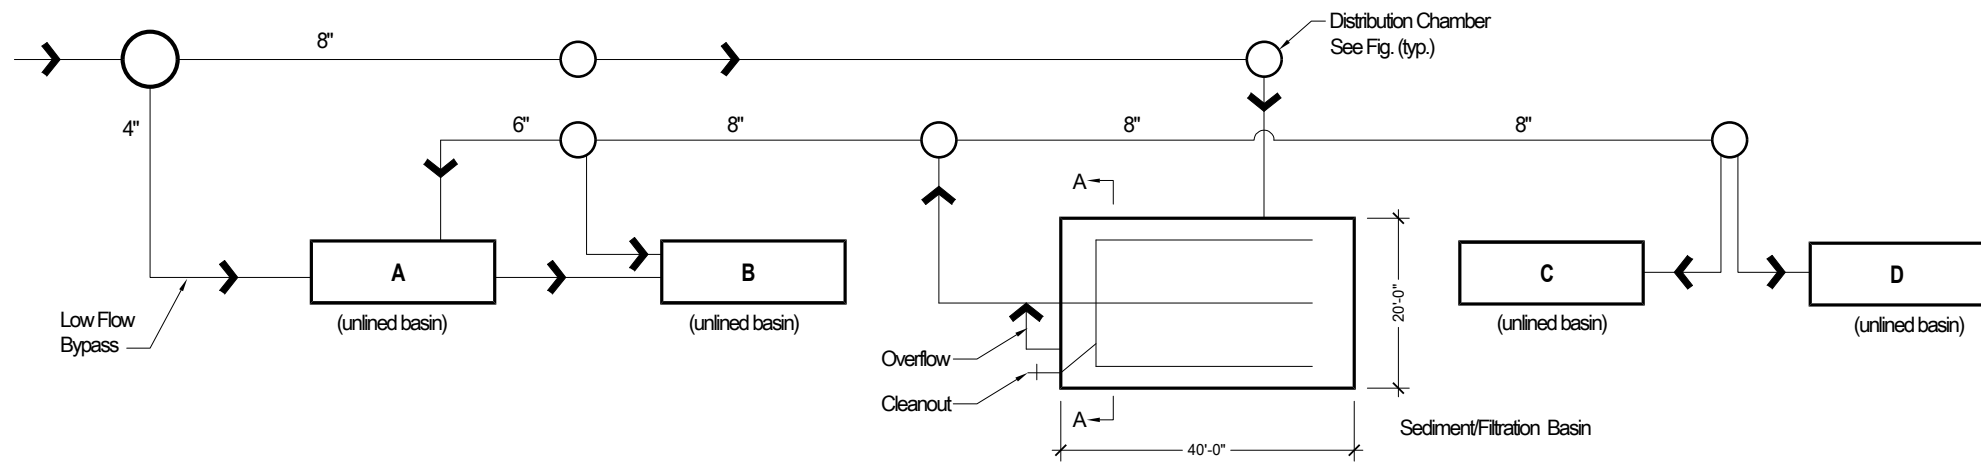 Distribution Chamber
See Fig. (typ.)
8"
4"
6"
8"
8"
8"
A
A
B
C
D
(unlined basin)
(unlined basin)
(unlined basin)
(unlined basin)
Low Flow
Bypass
20'-0"
Overflow
Cleanout
A
Sediment/Filtration Basin
40'-0"